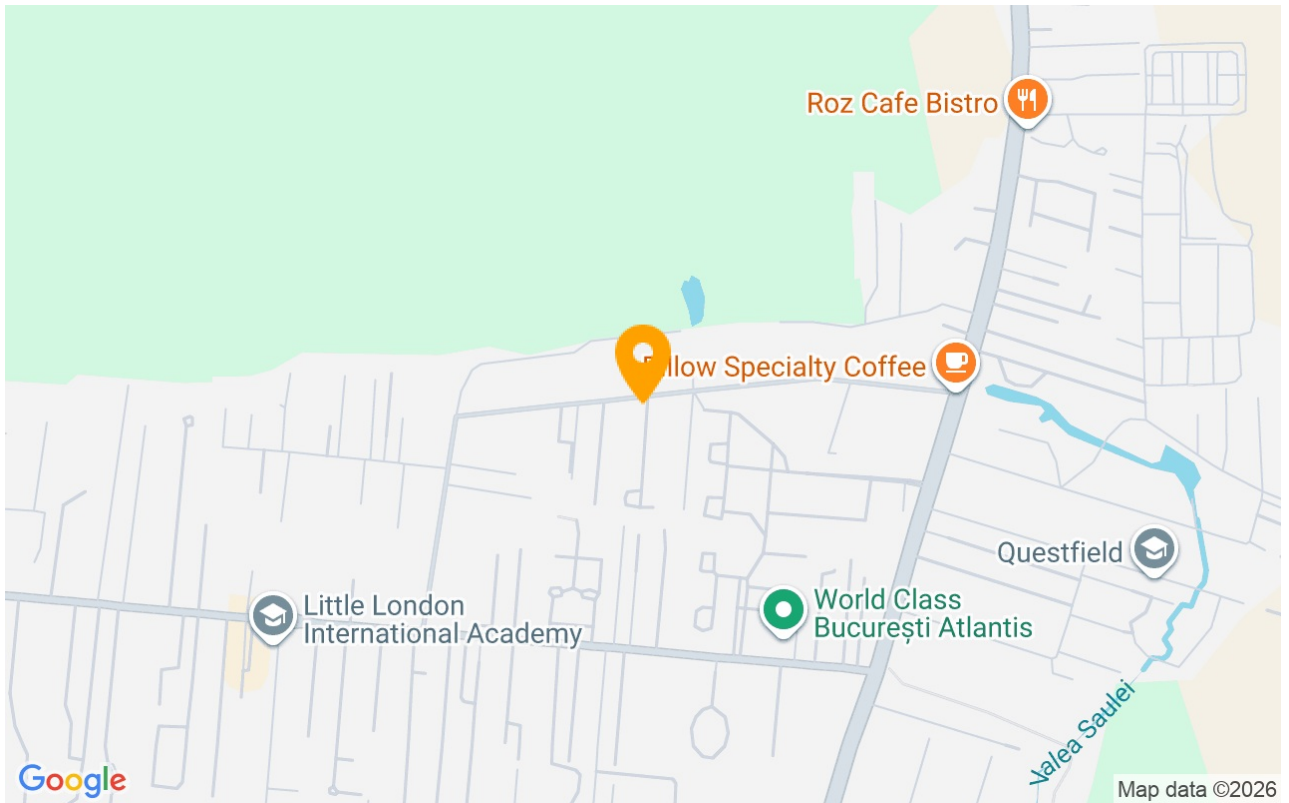 Roz Cafe Bistro
llow Specialty Coffee
Questfield
World Class
București Atlantis
Little London
International Academy
Valea Saulei
Google
Map data ©2026